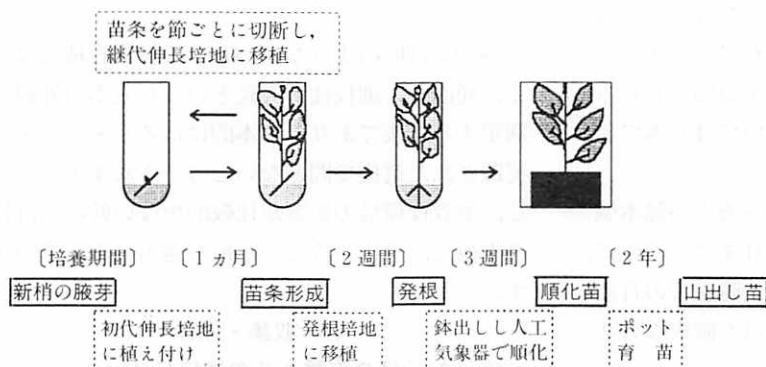 苗条を節ごとに切断し,
継代伸長培地に移植
〔培養期間〕〔1ヵ月〕〔2週間〕〔3週間〕〔2年〕
新梢の腋芽 苗条形成 発根 順化苗 山出し苗
初代伸長培地 発根培地 鉢出しし人工 ポット
に植え付け に移植 気象器で順化 育苗